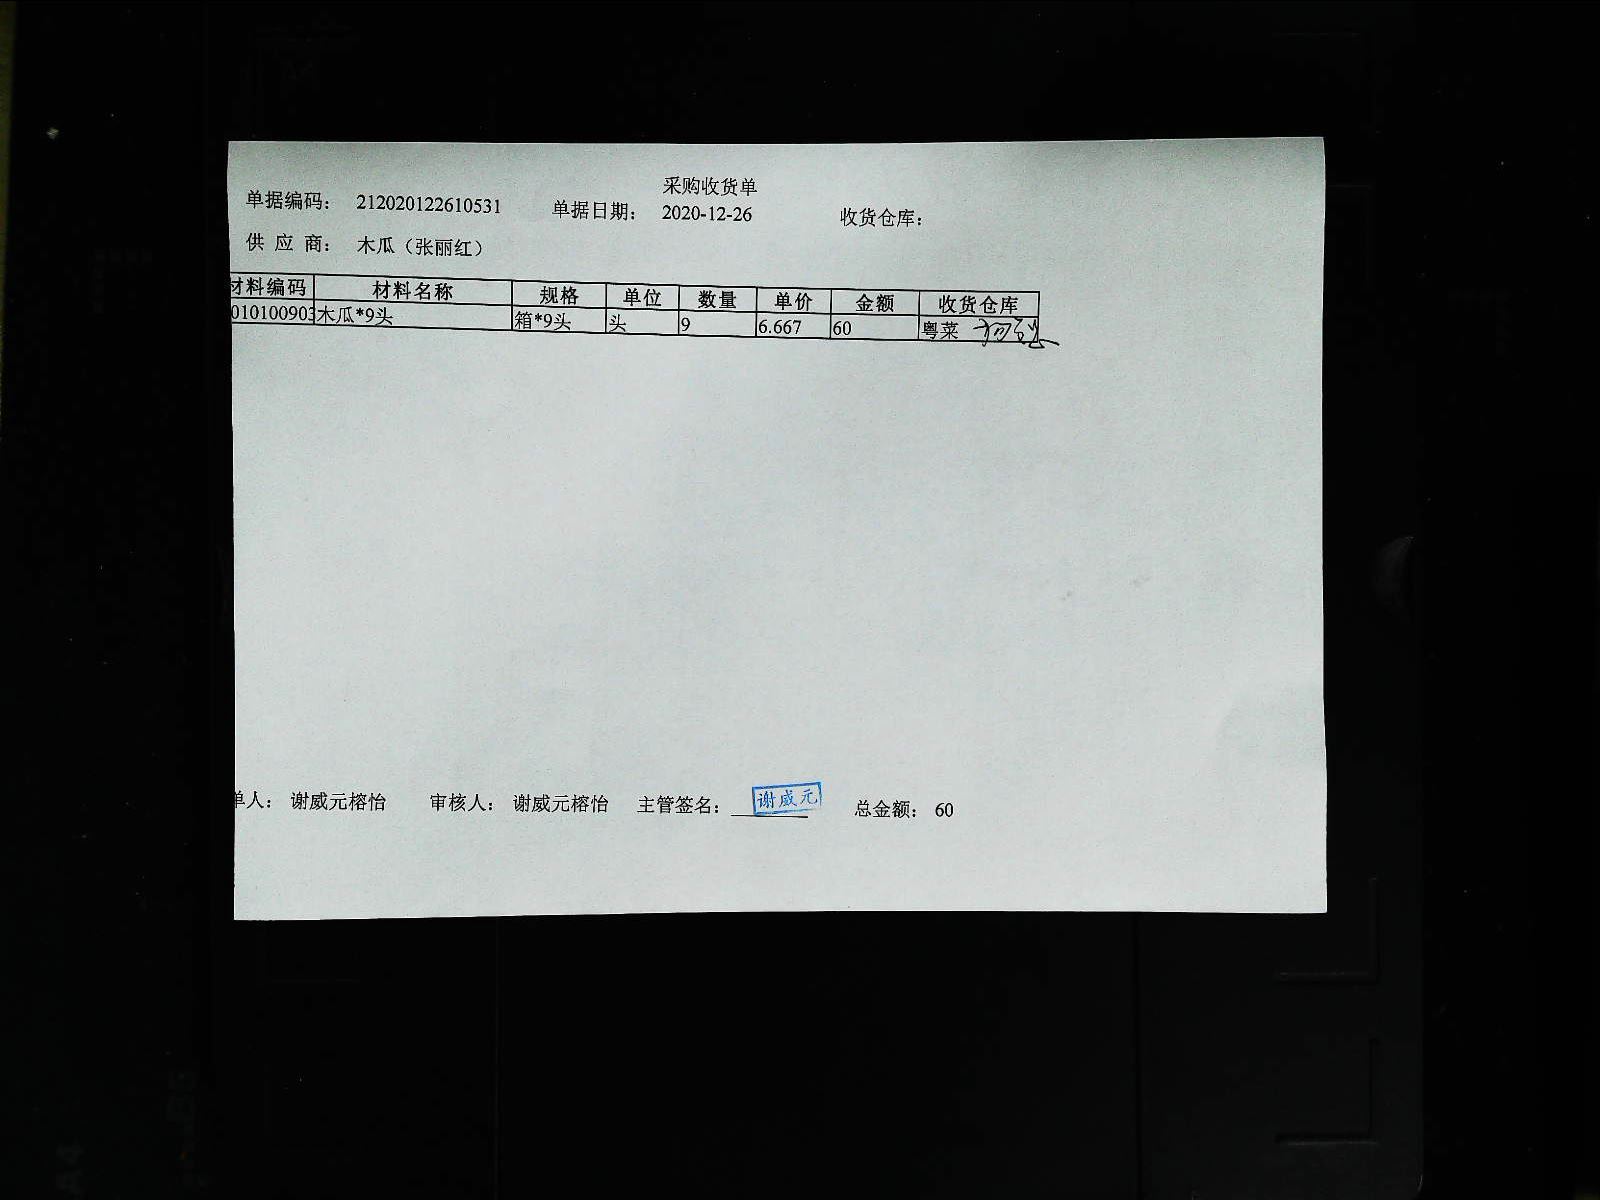 采购收货单
单据编码： 212020122610531 单据日期： 2020-12-26 收货仓库：
供 应 商： 木瓜（张丽红）
材料编码 材料名称 规格 单位 数量 单价 金额 收货仓库
010100903 木瓜*9头 箱*9头 头 9 6.667 60 粤菜
单人： 谢威元榕怡 审核人： 谢威元榕怡 主管签名： 谢威元 总金额： 60